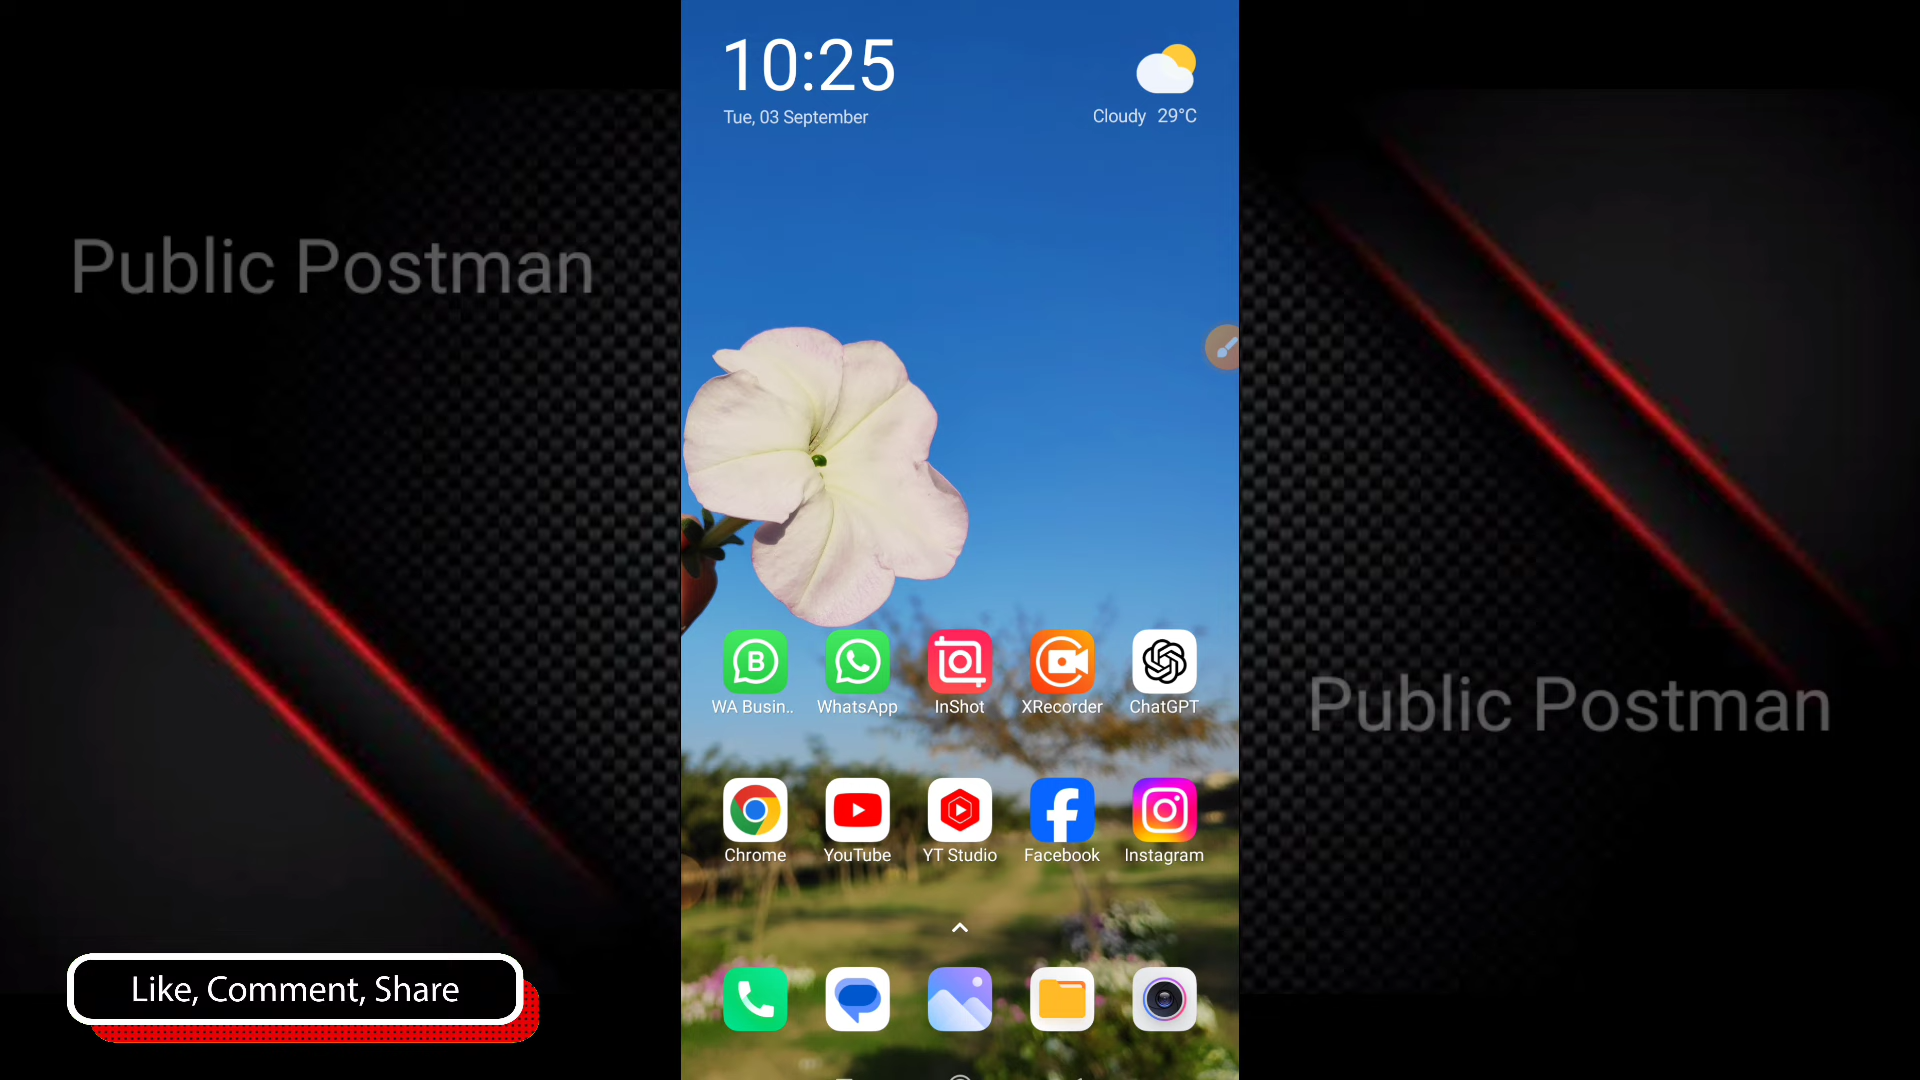 10:25
Tue, 03 September
Cloudy 29°C
Public Postman
B
WA Busin..
WhatsApp
InShot
XRecorder
ChatGPT
Public Postman
Chrome
YouTube
YT Studio
Facebook
Instagram
Like, Comment, Share